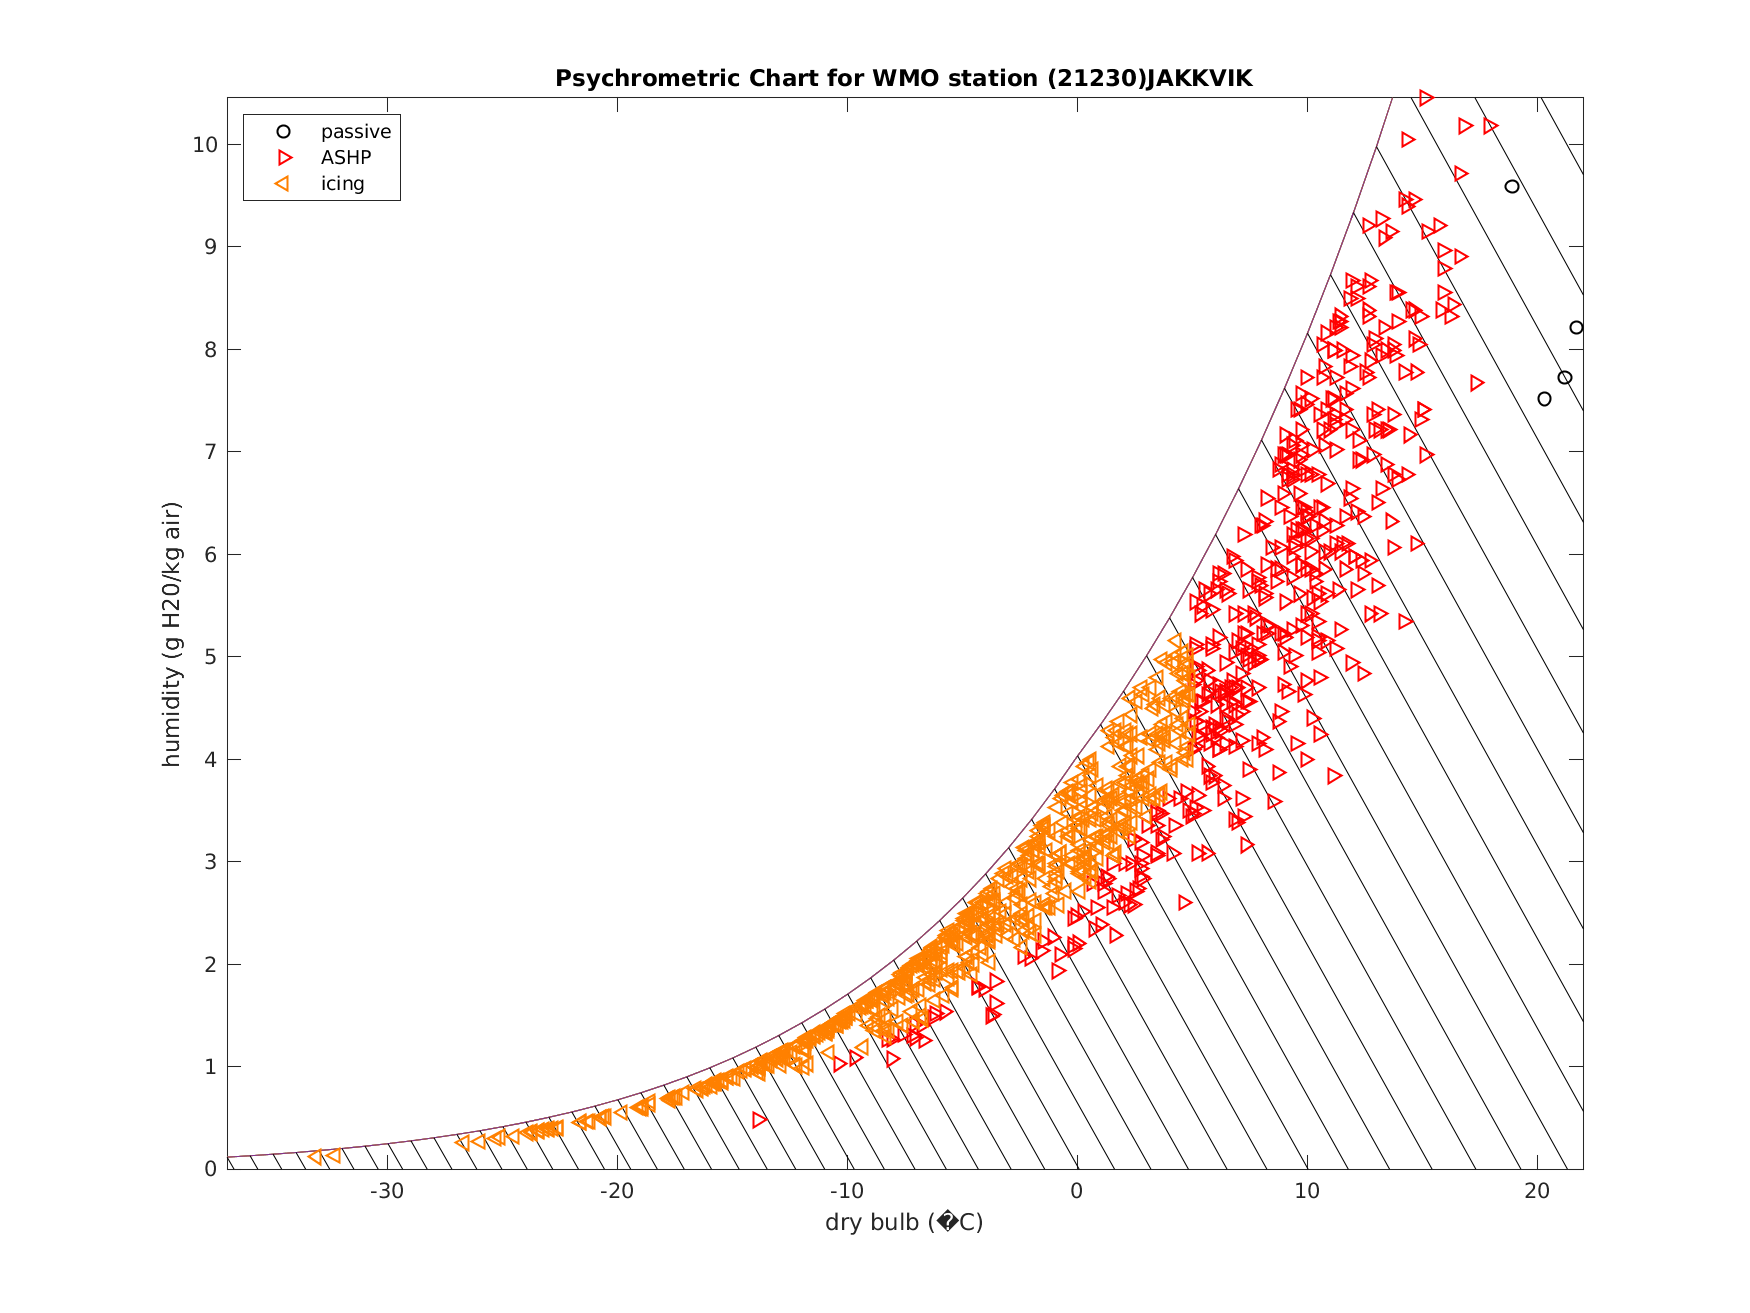 Psychrometric Chart for WMO station (21230)JAKKVIK
passive
ASHP
icing
humidity (g H20/kg air)
10
9
8
7
6
5
4
3
2
1
0
-30 -20 -10 0 10 20
dry bulb (�C)